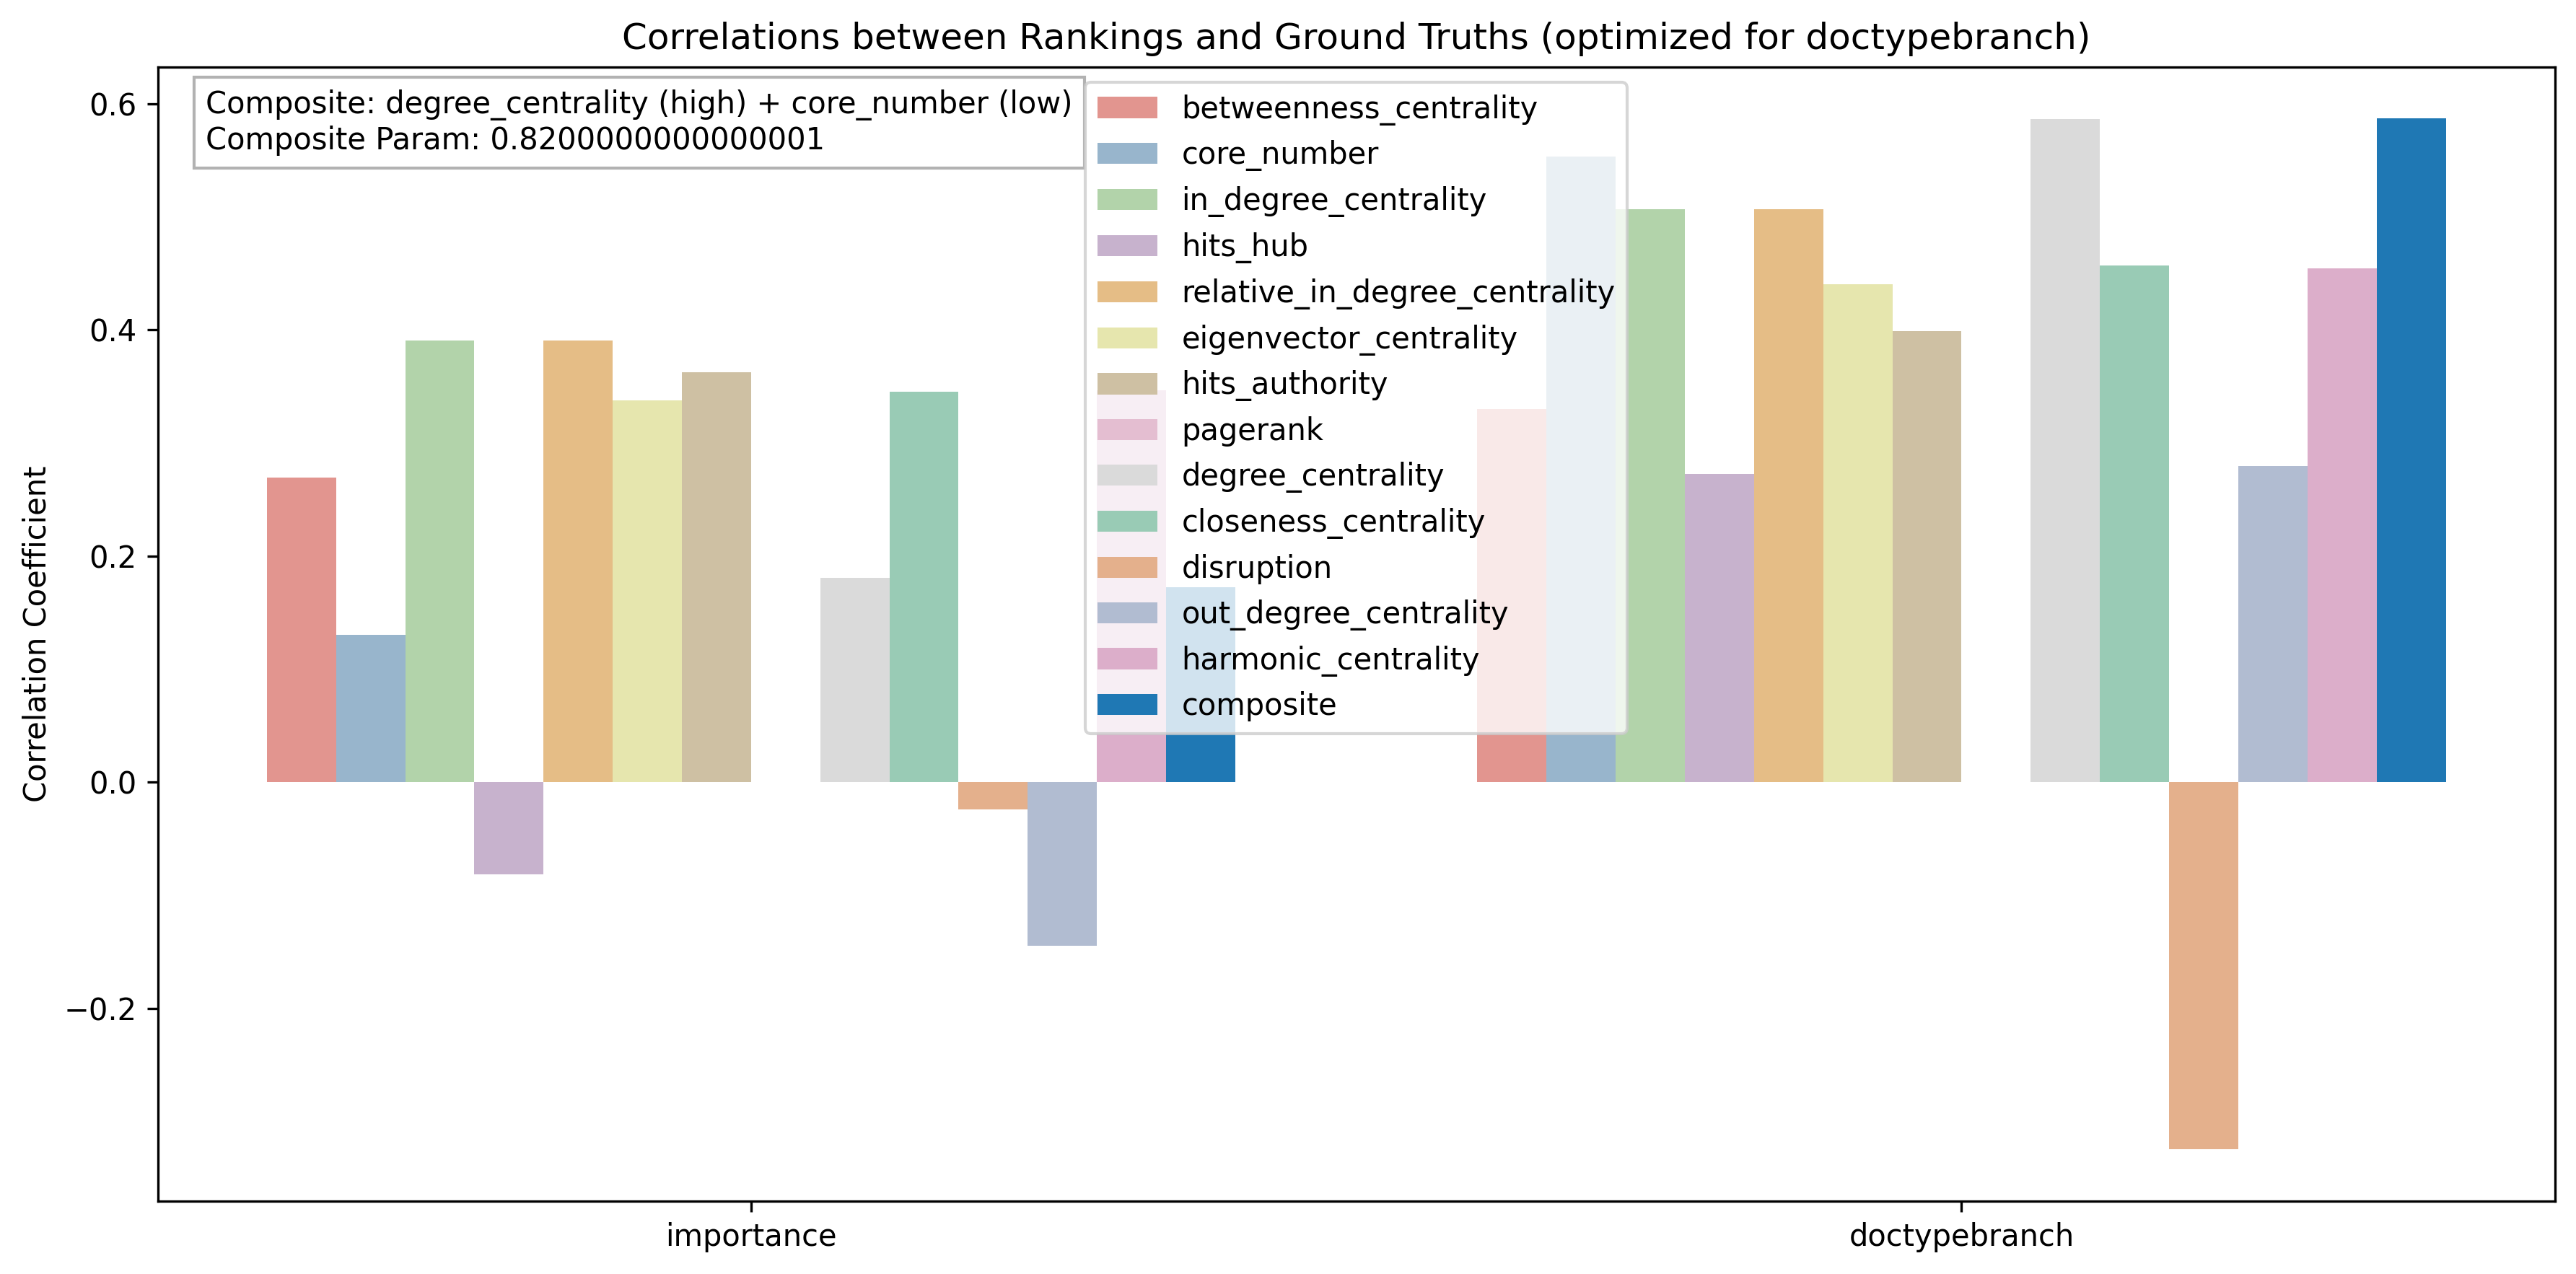 Correlations between Rankings and Ground Truths (optimized for doctypebranch)
Composite: degree_centrality (high) + core_number (low)
Composite Param: 0.8200000000000001
betweenness_centrality
core_number
in_degree_centrality
hits_hub
relative_in_degree_centrality
eigenvector_centrality
hits_authority
pagerank
degree_centrality
closeness_centrality
disruption
out_degree_centrality
harmonic_centrality
composite
Correlation Coefficient
0.6
0.4
0.2
0.0
−0.2
importance
doctypebranch